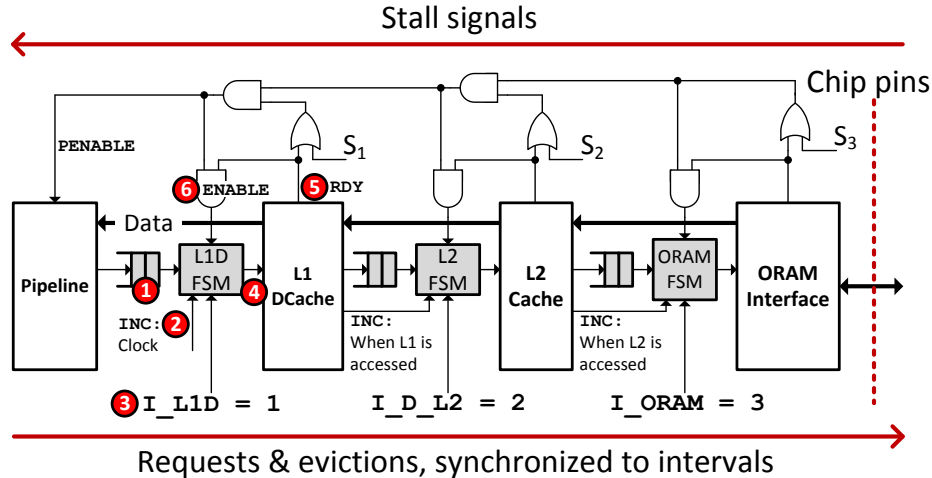 Stall signals
Chip pins
S1
S2
S3
PENABLE
6 ENABLE
5 RDY
Data
Pipeline
1
L1D
FSM
4
L1
DCache
L2
FSM
L2
Cache
ORAM
FSM
ORAM
Interface
INC: 2
Clock
INC:
When L1 is
accessed
INC:
When L2 is
accessed
3 I_L1D = 1
I_D_L2 = 2
I_ORAM = 3
Requests & evictions, synchronized to intervals